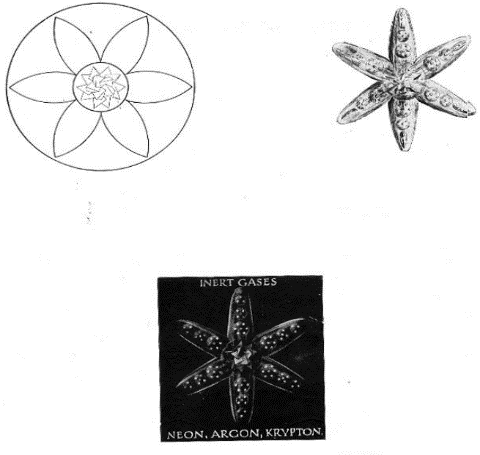 INERT GASES
NEON, ARGON, KRYPTON.